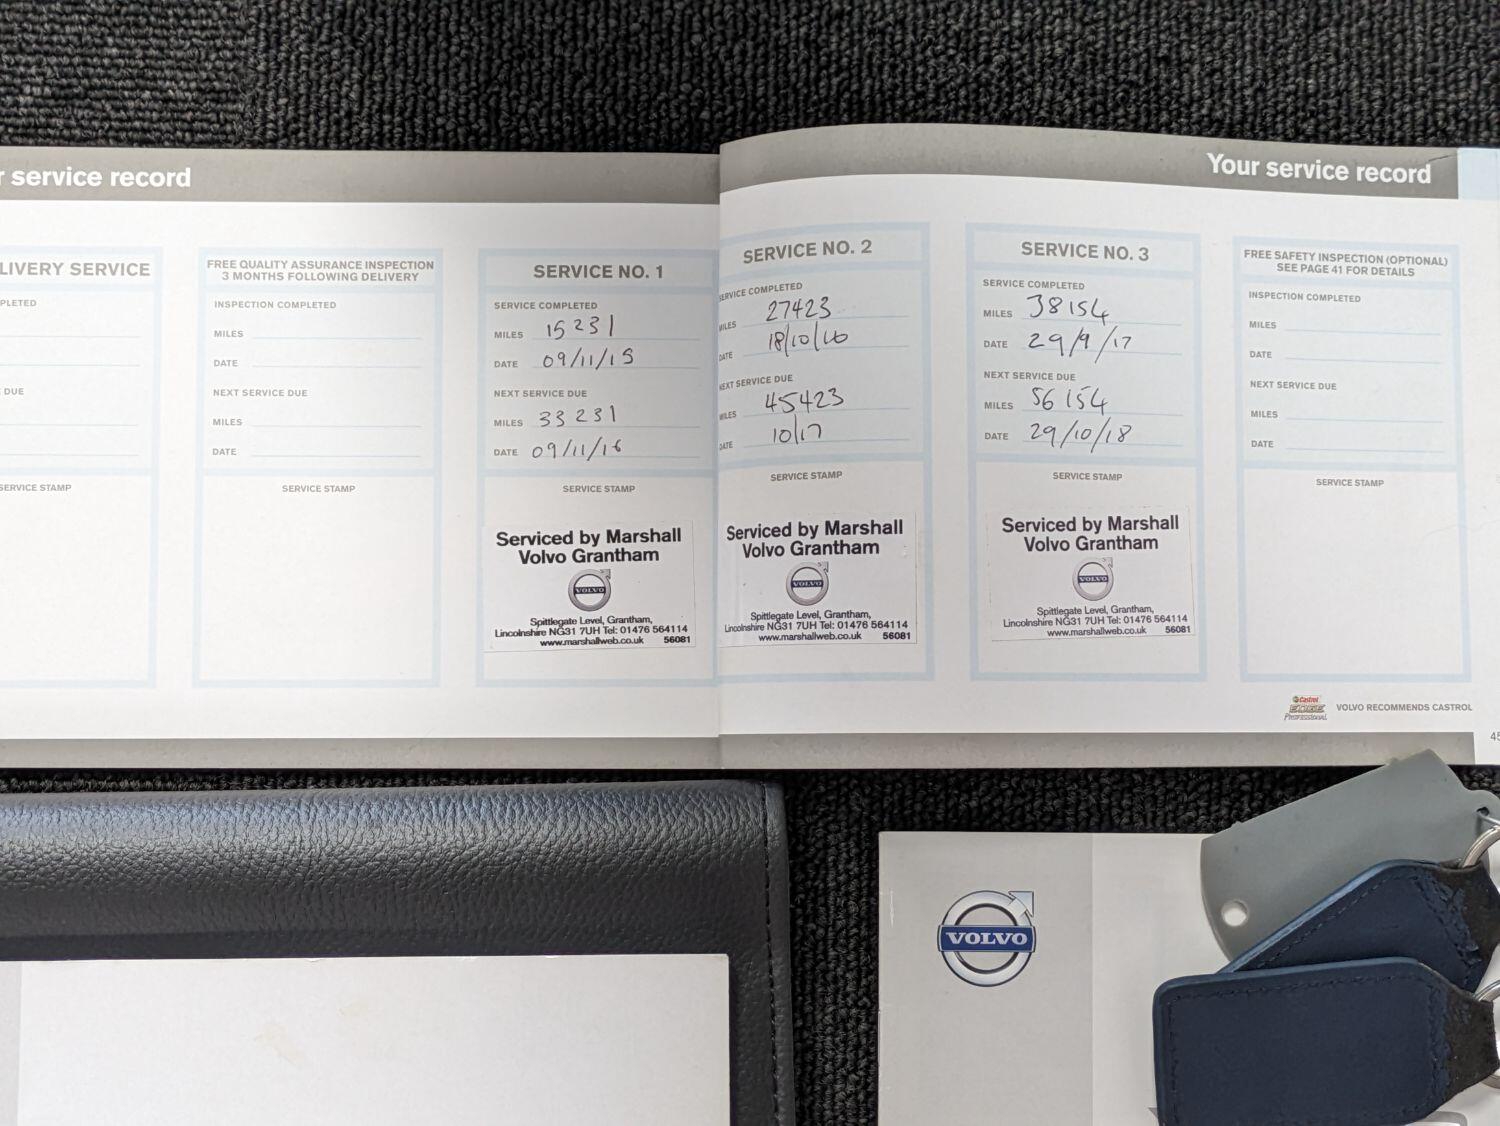 r service record
LIVERY SERVICE
PLETED
DUE
SERVICE STAMP
FREE QUALITY ASSURANCE INSPECTION
3 MONTHS FOLLOWING DELIVERY
INSPECTION COMPLETED
MILES
DATE
NEXT SERVICE DUE
MILES
DATE
SERVICE STAMP
SERVICE NO. 1
SERVICE COMPLETED
MILES 15231
DATE 09/11/15
NEXT SERVICE DUE
MILES 33231
DATE 09/11/16
SERVICE STAMP
Serviced by Marshall
Volvo Grantham
VOLVO
Spittlegate Level, Grantham,
Lincolnshire NG31 7UH Tel: 01476 564114
www.marshallweb.co.uk 56081
Your service record
SERVICE NO. 2
SERVICE COMPLETED
MILES 27423
DATE 18/10/16
NEXT SERVICE DUE
MILES 45423
DATE 10/17
SERVICE STAMP
Serviced by Marshall
Volvo Grantham
VOLVO
Spittlegate Level, Grantham,
Lincolnshire NG31 7UH Tel: 01476 564114
www.marshallweb.co.uk 56081
SERVICE NO. 3
SERVICE COMPLETED
MILES 38154
DATE 29/9/17
NEXT SERVICE DUE
MILES 56154
DATE 29/10/18
SERVICE STAMP
Serviced by Marshall
Volvo Grantham
VOLVO
Spittlegate Level, Grantham,
Lincolnshire NG31 7UH Tel: 01476 564114
www.marshallweb.co.uk 56081
FREE SAFETY INSPECTION (OPTIONAL)
SEE PAGE 41 FOR DETAILS
INSPECTION COMPLETED
MILES
DATE
NEXT SERVICE DUE
MILES
DATE
SERVICE STAMP
Castrol
EDGE
Professional
VOLVO RECOMMENDS CASTROL
45
VOLVO